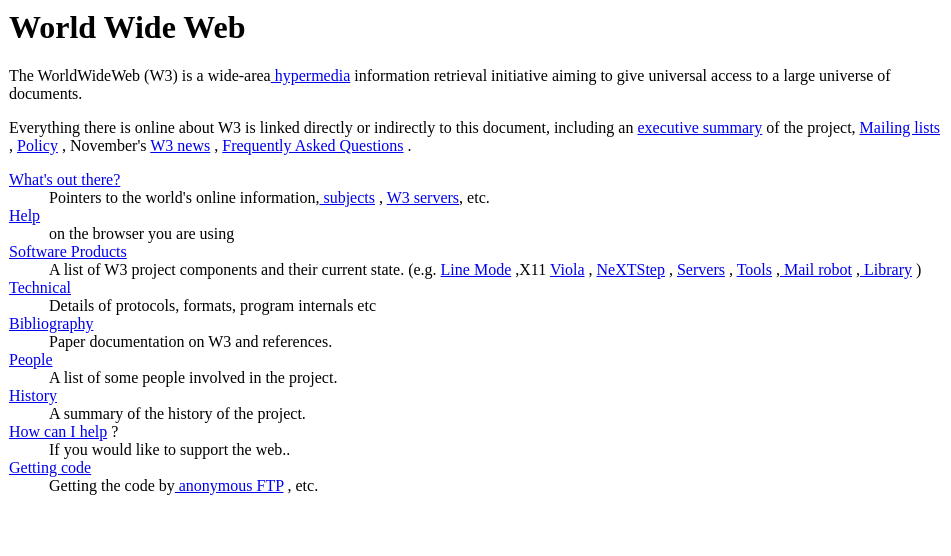 World Wide Web
The WorldWideWeb (W3) is a wide-area hypermedia information retrieval initiative aiming to give universal access to a large universe of
documents.
Everything there is online about W3 is linked directly or indirectly to this document, including an executive summary of the project, Mailing lists
, Policy , November's W3 news , Frequently Asked Questions .
What's out there?
Pointers to the world's online information, subjects , W3 servers, etc.
Help
on the browser you are using
Software Products
A list of W3 project components and their current state. (e.g. Line Mode ,X11 Viola , NeXTStep , Servers , Tools , Mail robot , Library )
Technical
Details of protocols, formats, program internals etc
Bibliography
Paper documentation on W3 and references.
People
A list of some people involved in the project.
History
A summary of the history of the project.
How can I help ?
If you would like to support the web..
Getting code
Getting the code by anonymous FTP , etc.